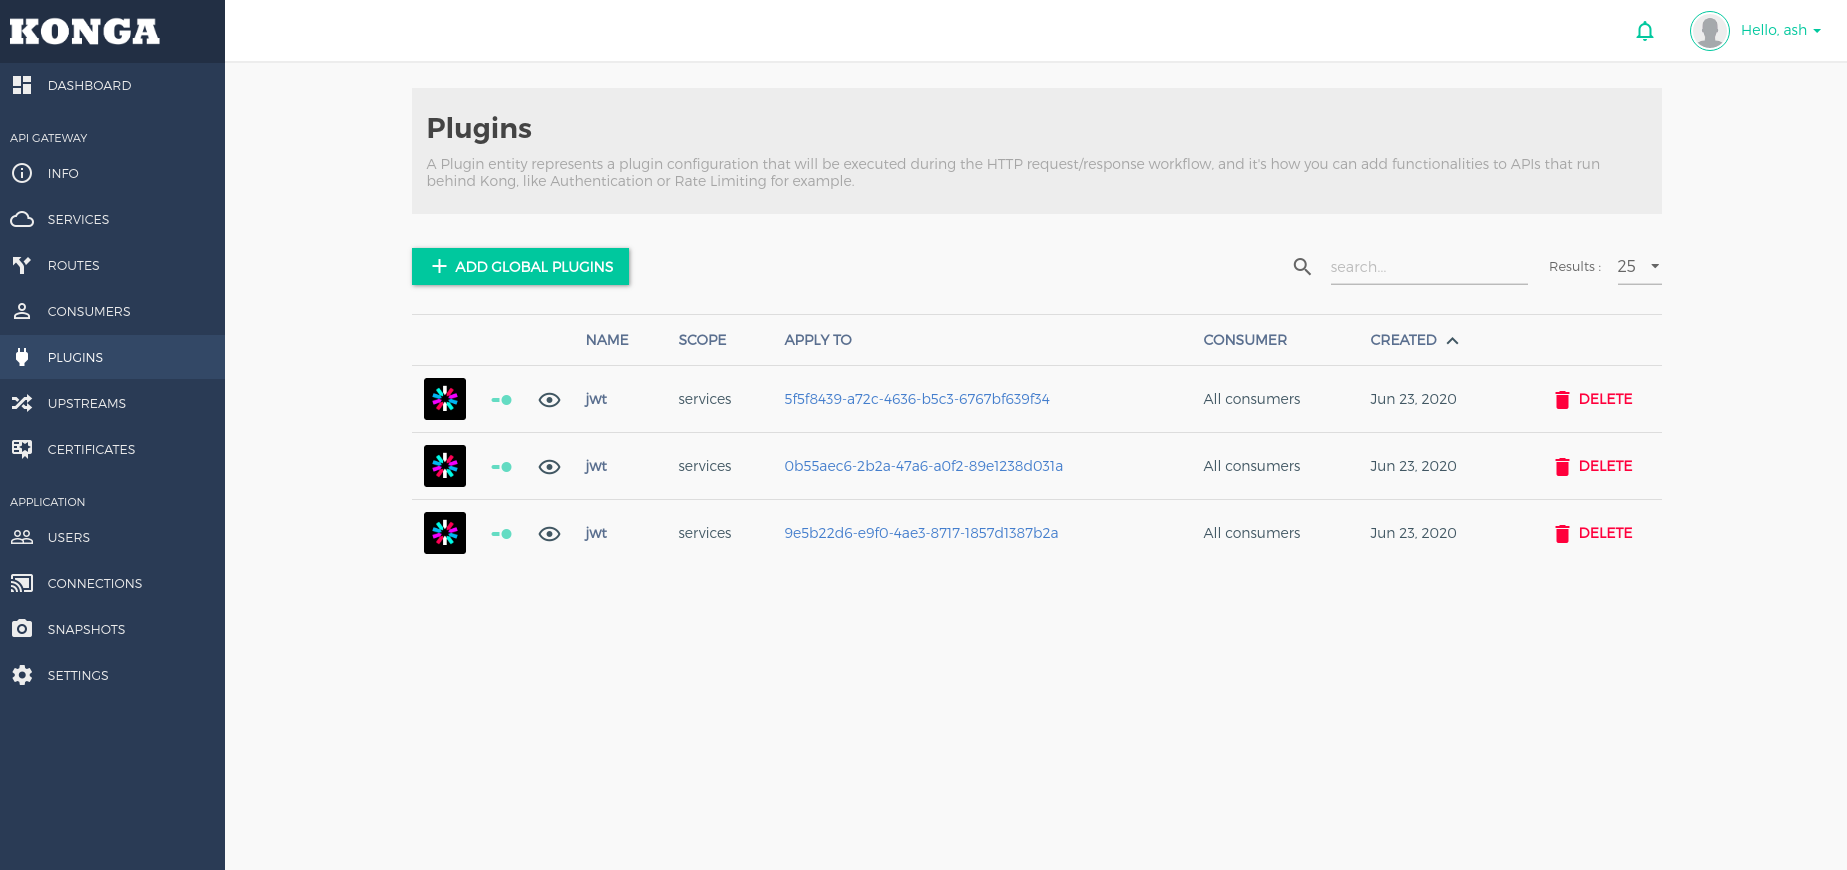 KONGA
Hello, ash
DASHBOARD
API GATEWAY
INFO
SERVICES
ROUTES
CONSUMERS
PLUGINS
UPSTREAMS
CERTIFICATES
APPLICATION
USERS
CONNECTIONS
SNAPSHOTS
SETTINGS
Plugins
A Plugin entity represents a plugin configuration that will be executed during the HTTP request/response workflow, and it's how you can add functionalities to APIs that run
behind Kong, like Authentication or Rate Limiting for example.
ADD GLOBAL PLUGINS
search...
Results :
25
NAME SCOPE APPLY TO CONSUMER CREATED
jwt services 5f5f8439-a72c-4636-b5c3-6767bf639f34 All consumers Jun 23, 2020 DELETE
jwt services 0b55aec6-2b2a-47a6-a0f2-89e1238d031a All consumers Jun 23, 2020 DELETE
jwt services 9e5b22d6-e9f0-4ae3-8717-1857d1387b2a All consumers Jun 23, 2020 DELETE